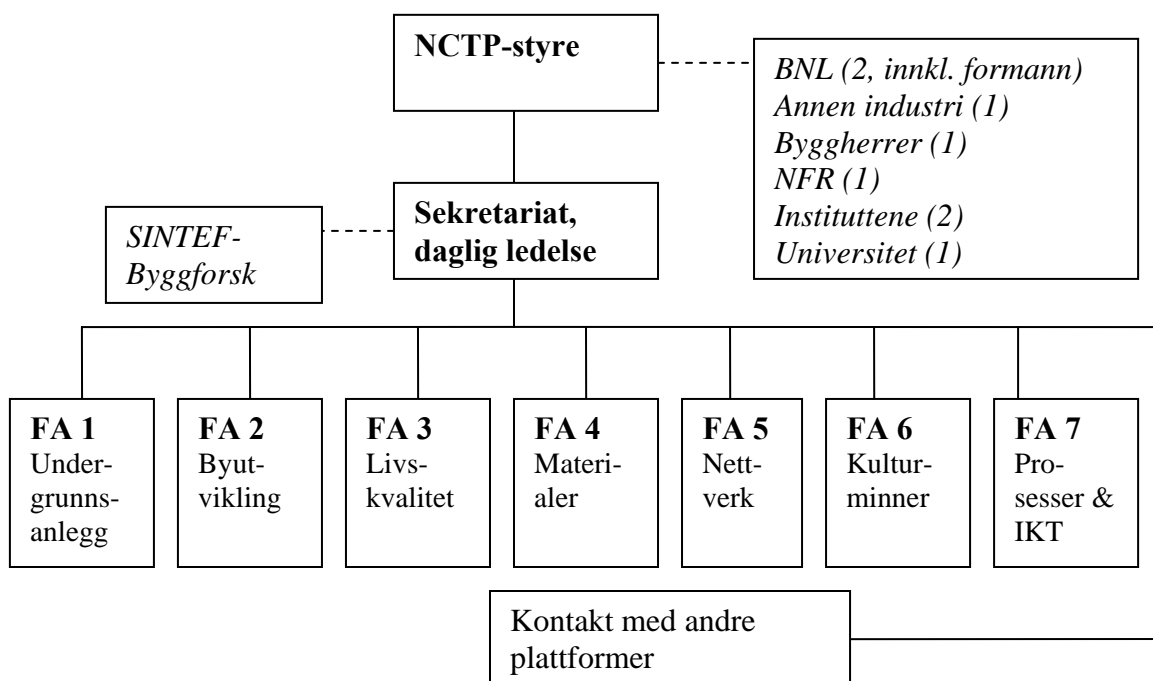 NCTP-styre
BNL (2, innkl. formann)
Annen industri (1)
Byggherrer (1)
NFR (1)
Instituttene (2)
Universitet (1)
Sekretariat,
daglig ledelse
SINTEF-
Byggforsk
FA 1
Under-
grunns-
anlegg
FA 2
Byut-
vikling
FA 3
Livs-
kvalitet
FA 4
Materi-
aler
FA 5
Nett-
verk
FA 6
Kultur-
minner
FA 7
Pro-
sesser &
IKT
Kontakt med andre
plattformer